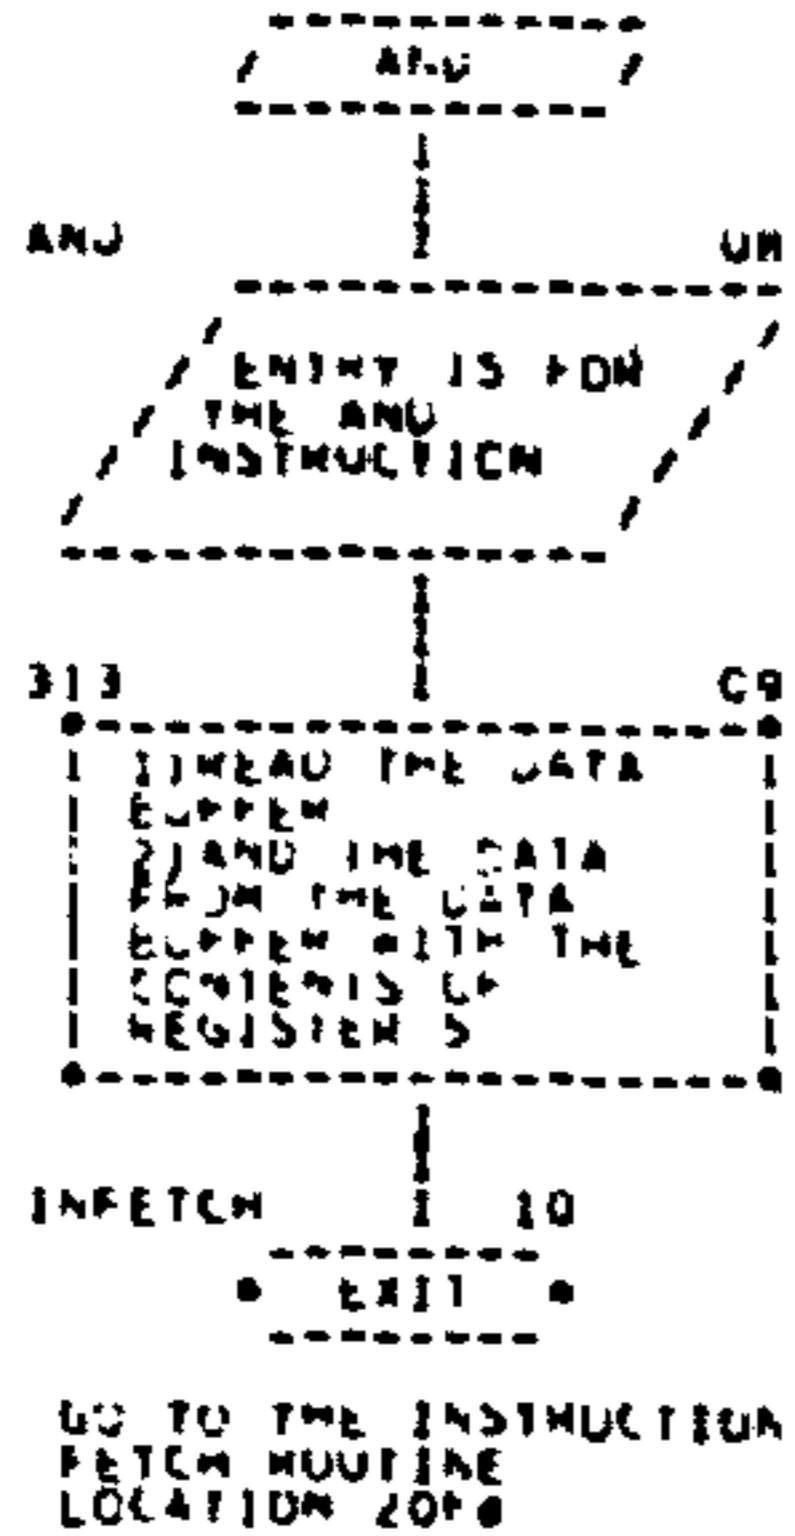 AND
AND
ENTRY IS FOR
THE AND
INSTRUCTION
313 C9
1)READ THE DATA
BUFFER
2)AND THE DATA
FROM THE DATA
BUFFER WITH THE
CONTENTS OF
REGISTER S
INFETCH 10
EXIT
GO TO THE INSTRUCTION
FETCH ROUTINE
LOCATION